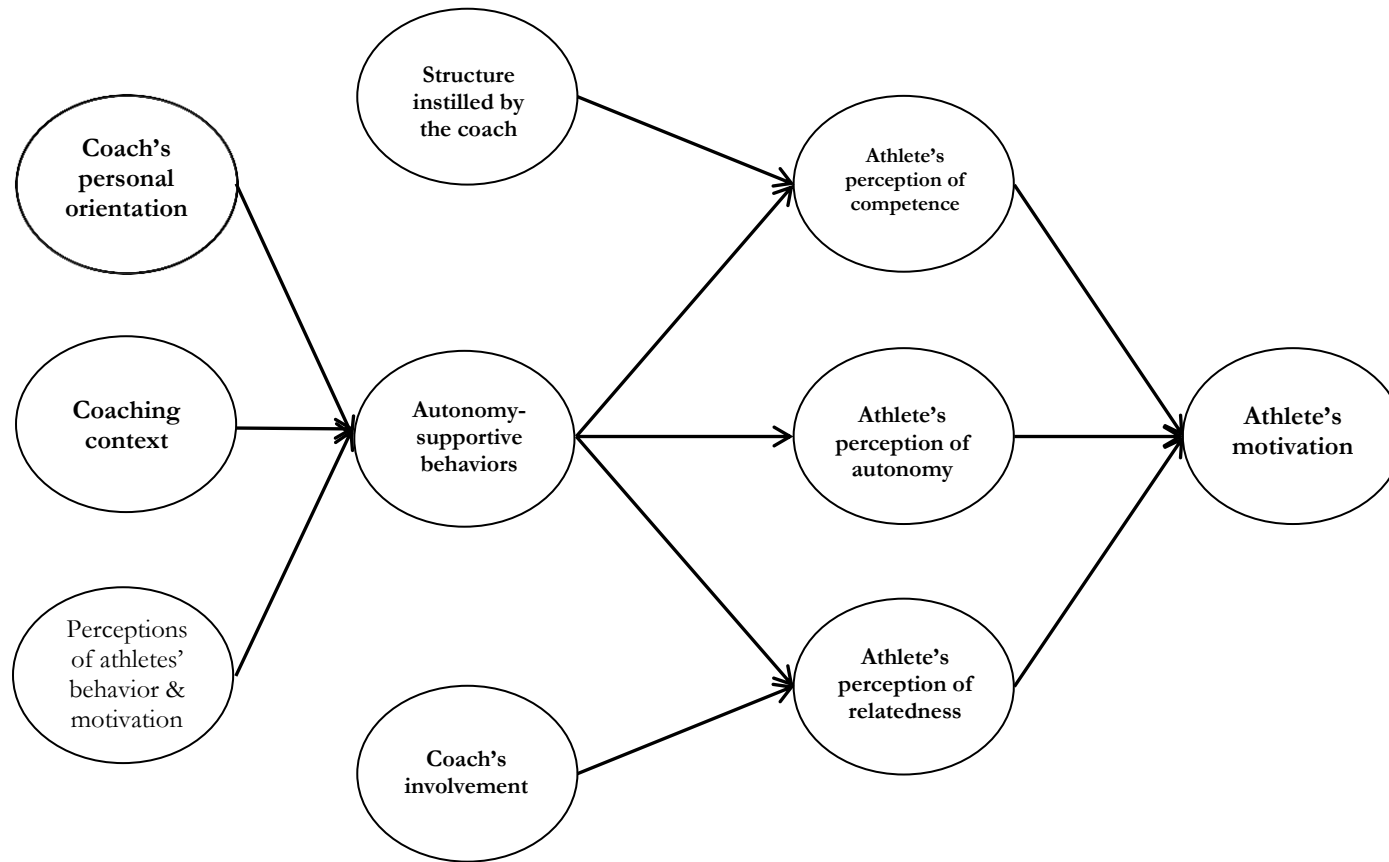 Coach’s
personal
orientation
Coaching
context
Perceptions
of athletes’
behavior &
motivation
Structure
instilled by
the coach
Autonomy-
supportive
behaviors
Coach’s
involvement
Athlete’s
perception of
competence
Athlete’s
perception of
autonomy
Athlete’s
perception of
relatedness
Athlete’s
motivation